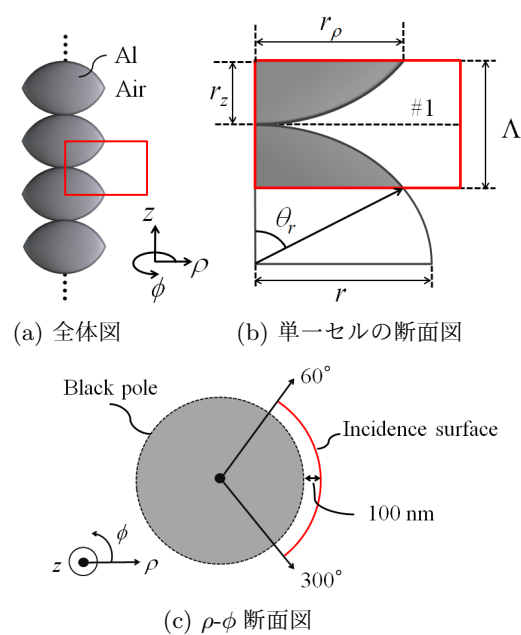 Al
Air
z
ρ
ϕ
(a) 全体図
r_ρ
r_z
#1
Λ
θ_r
r
(b) 単一セルの断面図
Black pole
60°
Incidence surface
100 nm
300°
ϕ
z
ρ
(c) ρ-ϕ 断面図